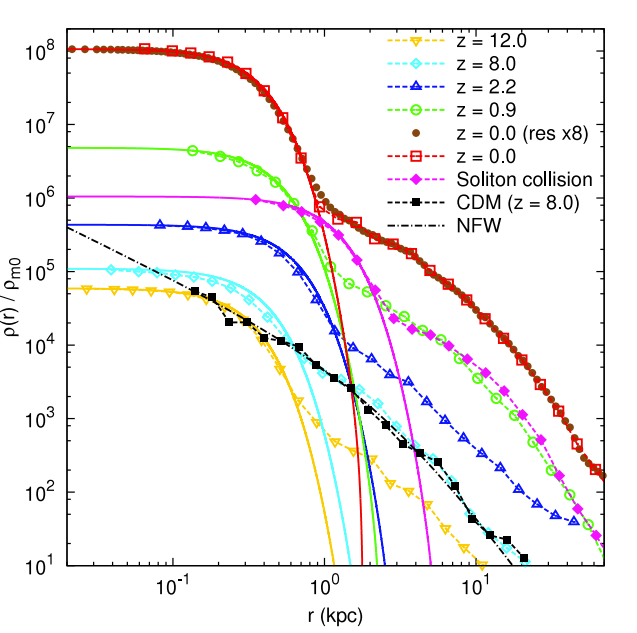 z = 12.0
z = 8.0
z = 2.2
z = 0.9
z = 0.0 (res x8)
z = 0.0
Soliton collision
CDM (z = 8.0)
NFW
10^8
10^7
10^6
10^5
10^4
10^3
10^2
10^1
ρ(r) / ρm0
10^-1 10^0 10^1
r (kpc)